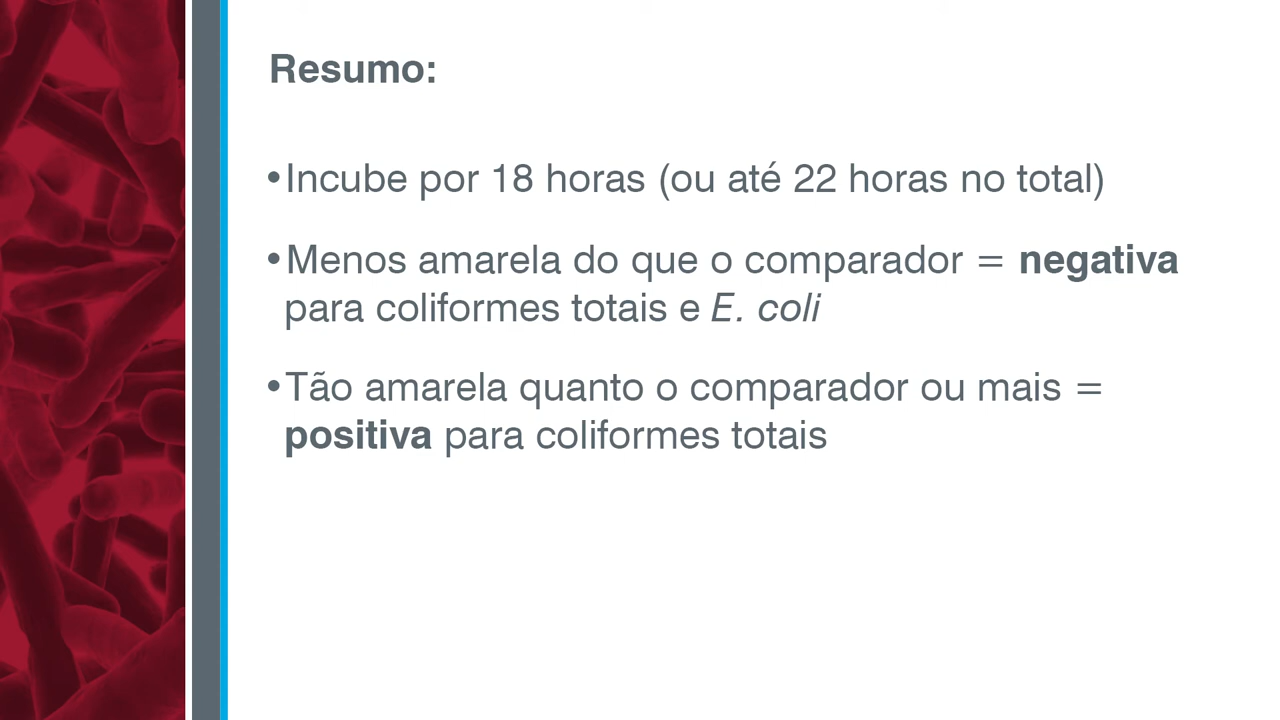 Resumo:
•Incube por 18 horas (ou até 22 horas no total)
•Menos amarela do que o comparador = negativa
para coliformes totais e E. coli
•Tão amarela quanto o comparador ou mais =
positiva para coliformes totais